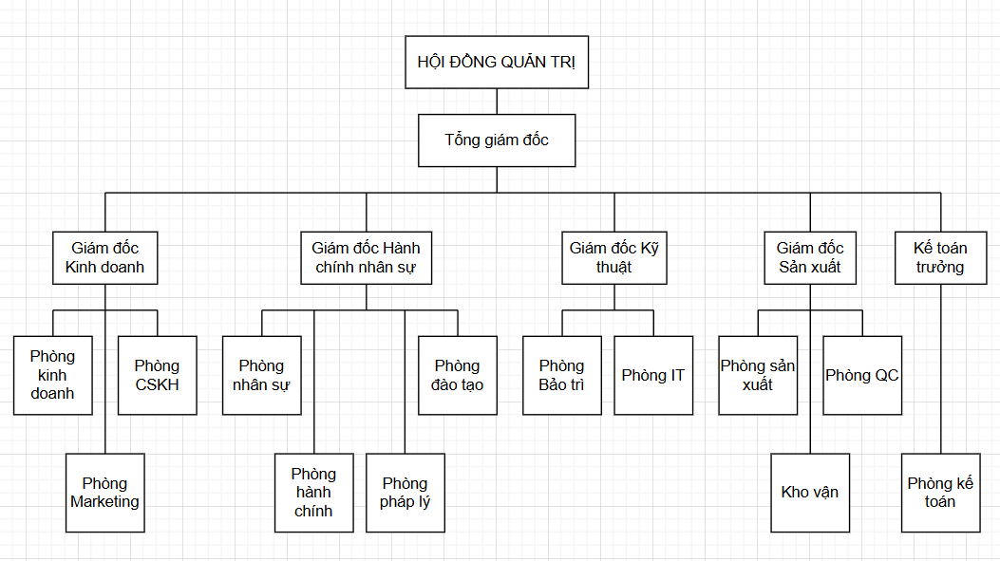 HỘI ĐỒNG QUẢN TRỊ
Tổng giám đốc
Giám đốc
Kinh doanh
Giám đốc Hành
chính nhân sự
Giám đốc Kỹ
thuật
Giám đốc
Sản xuất
Kế toán
trưởng
Phòng
kinh
doanh
Phòng
CSKH
Phòng
nhân sự
Phòng
đào tạo
Phòng
Bảo trì
Phòng IT
Phòng sản
xuất
Phòng QC
Phòng
Marketing
Phòng
hành
chính
Phòng
pháp lý
Kho vận
Phòng kế
toán